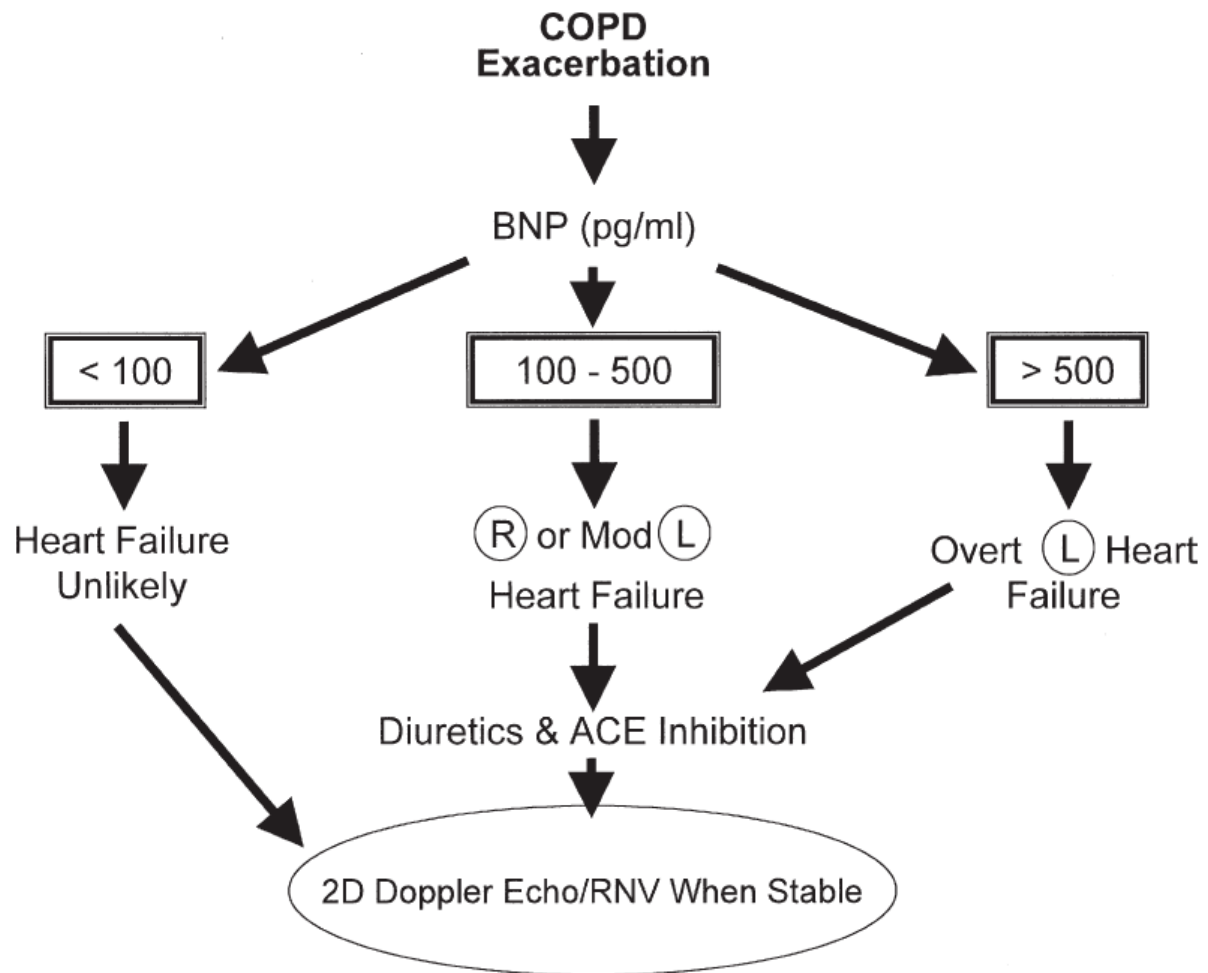 COPD
Exacerbation
BNP (pg/ml)
< 100
100 - 500
> 500
Heart Failure
Unlikely
R or Mod L
Heart Failure
Overt L Heart
Failure
Diuretics & ACE Inhibition
2D Doppler Echo/RNV When Stable